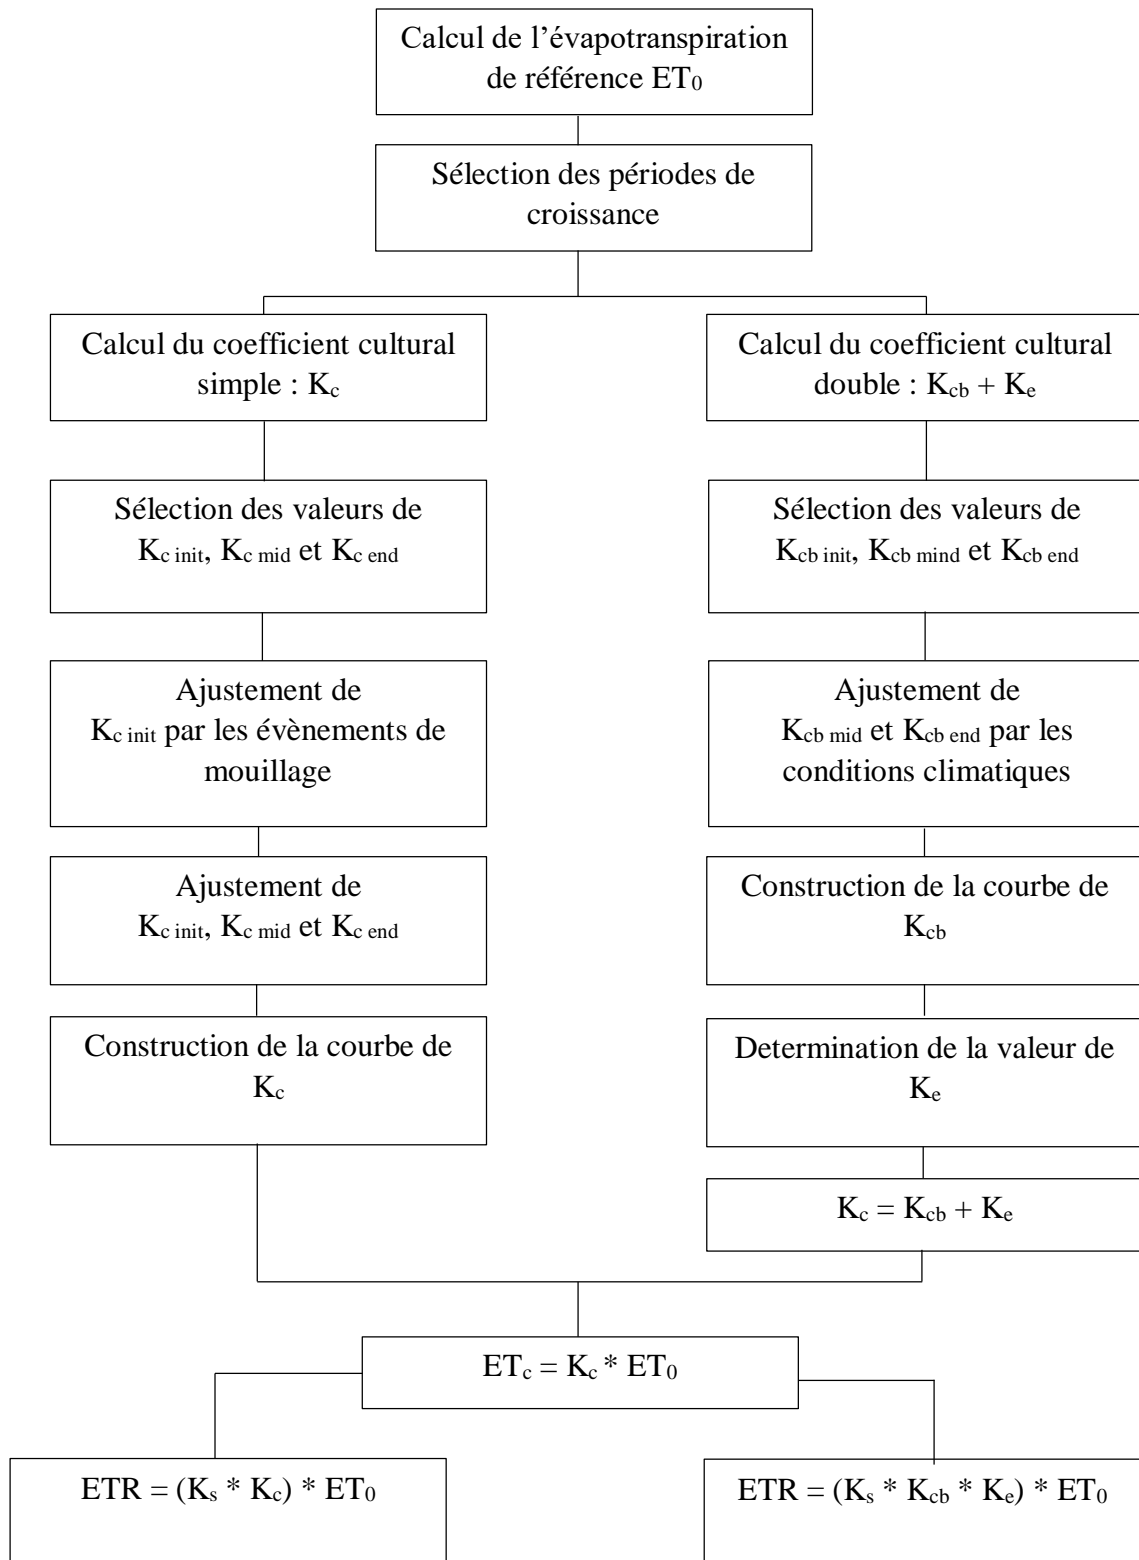 Calcul de l’évapotranspiration
de référence ET₀
Sélection des périodes de
croissance
Calcul du coefficient cultural
simple : Kc
Sélection des valeurs de
Kc init, Kc mid et Kc end
Ajustement de
Kc init par les évènements de
mouillage
Ajustement de
Kc init, Kc mid et Kc end
Construction de la courbe de
Kc
Calcul du coefficient cultural
double : Kcb + Ke
Sélection des valeurs de
Kcb init, Kcb mind et Kcb end
Ajustement de
Kcb mid et Kcb end par les
conditions climatiques
Construction de la courbe de
Kcb
Determination de la valeur de
Ke
Kc = Kcb + Ke
ETc = Kc * ET₀
ETR = (Ks * Kc) * ET₀
ETR = (Ks * Kcb * Ke) * ET₀